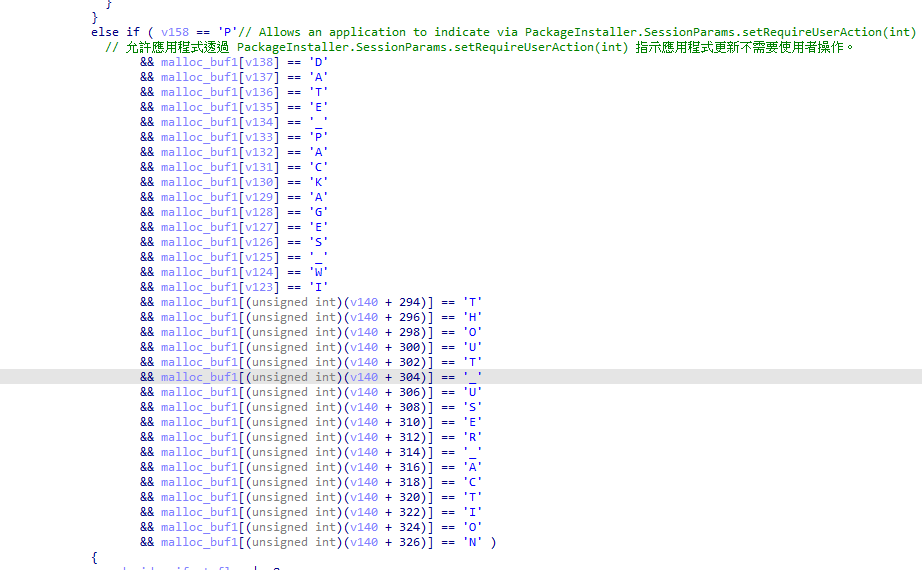 }
}
else if ( v158 == 'P'// Allows an application to indicate via PackageInstaller.SessionParams.setRequireUserAction(int)
// 允許應用程式透過 PackageInstaller.SessionParams.setRequireUserAction(int) 指示應用程式更新不需要使用者操作。
&& malloc_buf1[v138] == 'D'
&& malloc_buf1[v137] == 'A'
&& malloc_buf1[v136] == 'T'
&& malloc_buf1[v135] == 'E'
&& malloc_buf1[v134] == '_'
&& malloc_buf1[v133] == 'P'
&& malloc_buf1[v132] == 'A'
&& malloc_buf1[v131] == 'C'
&& malloc_buf1[v130] == 'K'
&& malloc_buf1[v129] == 'A'
&& malloc_buf1[v128] == 'G'
&& malloc_buf1[v127] == 'E'
&& malloc_buf1[v126] == 'S'
&& malloc_buf1[v125] == '_'
&& malloc_buf1[v124] == 'W'
&& malloc_buf1[v123] == 'I'
&& malloc_buf1[(unsigned int)(v140 + 294)] == 'T'
&& malloc_buf1[(unsigned int)(v140 + 296)] == 'H'
&& malloc_buf1[(unsigned int)(v140 + 298)] == 'O'
&& malloc_buf1[(unsigned int)(v140 + 300)] == 'U'
&& malloc_buf1[(unsigned int)(v140 + 302)] == 'T'
&& malloc_buf1[(unsigned int)(v140 + 304)] == '_'
&& malloc_buf1[(unsigned int)(v140 + 306)] == 'U'
&& malloc_buf1[(unsigned int)(v140 + 308)] == 'S'
&& malloc_buf1[(unsigned int)(v140 + 310)] == 'E'
&& malloc_buf1[(unsigned int)(v140 + 312)] == 'R'
&& malloc_buf1[(unsigned int)(v140 + 314)] == '_'
&& malloc_buf1[(unsigned int)(v140 + 316)] == 'A'
&& malloc_buf1[(unsigned int)(v140 + 318)] == 'C'
&& malloc_buf1[(unsigned int)(v140 + 320)] == 'T'
&& malloc_buf1[(unsigned int)(v140 + 322)] == 'I'
&& malloc_buf1[(unsigned int)(v140 + 324)] == 'O'
&& malloc_buf1[(unsigned int)(v140 + 326)] == 'N' )
{